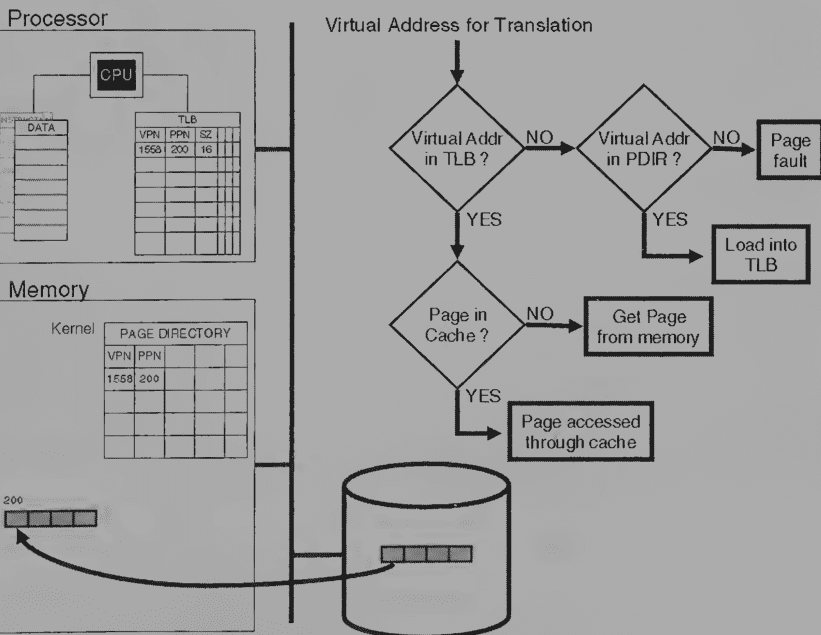 Processor
CPU
DATA
TLB
VPN PPN SZ
1558 200 16
Memory
Kernel
PAGE DIRECTORY
VPN PPN
1558 200
200
Virtual Address for Translation
Virtual Addr
in TLB ?
NO
Virtual Addr
in PDIR ?
NO
Page
fault
YES
YES
Load into
TLB
Page in
Cache ?
NO
Get Page
from memory
YES
Page accessed
through cache